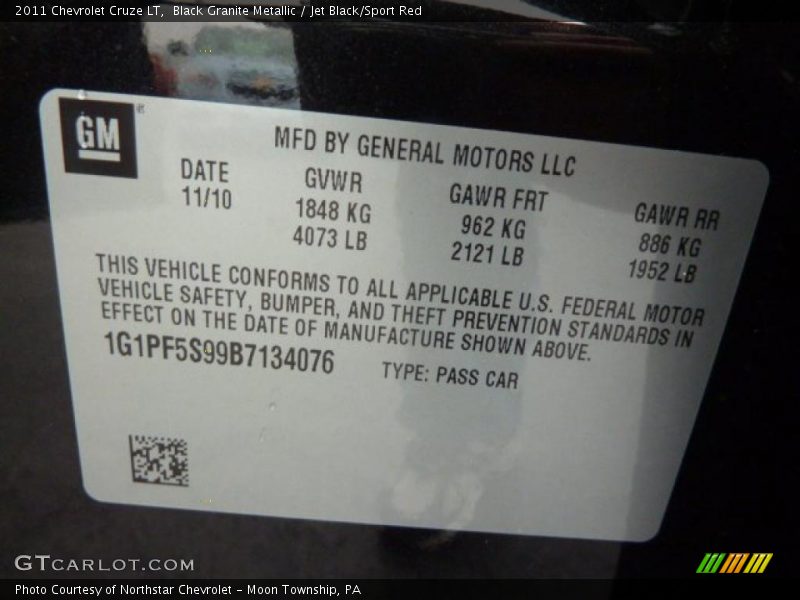 2011 Chevrolet Cruze LT, Black Granite Metallic / Jet Black/Sport Red
GM ®
MFD BY GENERAL MOTORS LLC
DATE GVWR GAWR FRT GAWR RR
11/10 1848 KG 962 KG 886 KG
4073 LB 2121 LB 1952 LB
THIS VEHICLE CONFORMS TO ALL APPLICABLE U.S. FEDERAL MOTOR
VEHICLE SAFETY, BUMPER, AND THEFT PREVENTION STANDARDS IN
EFFECT ON THE DATE OF MANUFACTURE SHOWN ABOVE.
1G1PF5S99B7134076 TYPE: PASS CAR
GTCARLOT.COM
Photo Courtesy of Northstar Chevrolet - Moon Township, PA